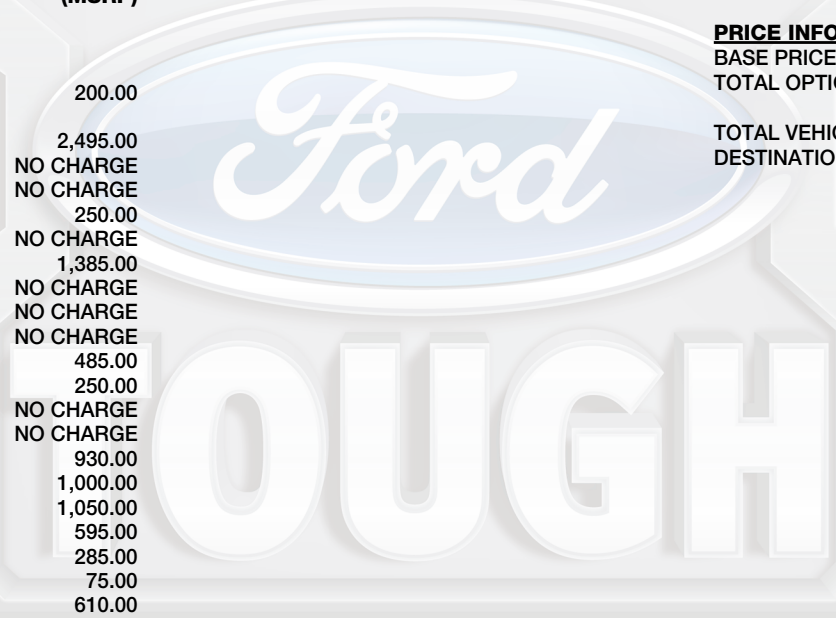 (MSRP)
200.00
2,495.00
NO CHARGE
NO CHARGE
250.00
NO CHARGE
1,385.00
NO CHARGE
NO CHARGE
NO CHARGE
485.00
250.00
NO CHARGE
NO CHARGE
930.00
1,000.00
1,050.00
595.00
285.00
75.00
610.00
PRICE INFO
BASE PRICE
TOTAL OPTI
TOTAL VEHI
DESTINATIO
Ford
TOUGH